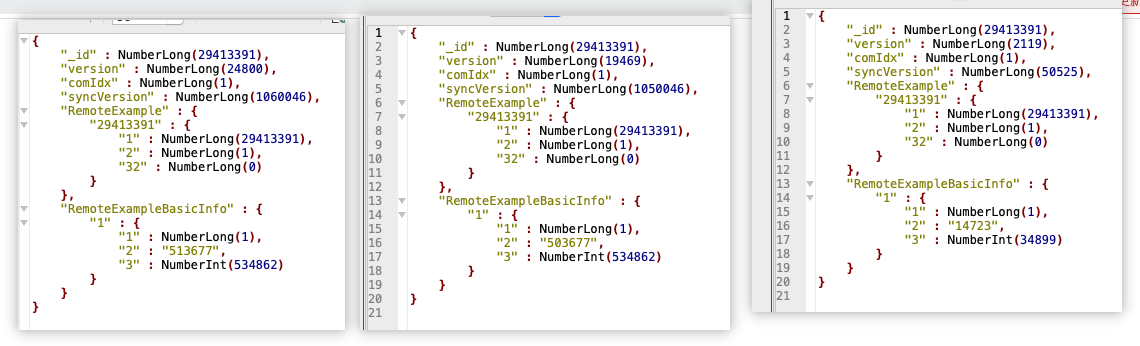 {
"_id" : NumberLong(29413391),
"version" : NumberLong(24800),
"comIdx" : NumberLong(1),
"syncVersion" : NumberLong(1060046),
"RemoteExample" : {
"29413391" : {
"1" : NumberLong(29413391),
"2" : NumberLong(1),
"32" : NumberLong(0)
}
},
"RemoteExampleBasicInfo" : {
"1" : {
"1" : NumberLong(1),
"2" : "513677",
"3" : NumberInt(534862)
}
}
}
1 {
2 "_id" : NumberLong(29413391),
3 "version" : NumberLong(19469),
4 "comIdx" : NumberLong(1),
5 "syncVersion" : NumberLong(1050046),
6 "RemoteExample" : {
7 "29413391" : {
8 "1" : NumberLong(29413391),
9 "2" : NumberLong(1),
10 "32" : NumberLong(0)
11 }
12 },
13 "RemoteExampleBasicInfo" : {
14 "1" : {
15 "1" : NumberLong(1),
16 "2" : "503677",
17 "3" : NumberInt(534862)
18 }
19 }
20 }
21
1 {
2 "_id" : NumberLong(29413391),
3 "version" : NumberLong(2119),
4 "comIdx" : NumberLong(1),
5 "syncVersion" : NumberLong(50525),
6 "RemoteExample" : {
7 "29413391" : {
8 "1" : NumberLong(29413391),
9 "2" : NumberLong(1),
10 "32" : NumberLong(0)
11 }
12 },
13 "RemoteExampleBasicInfo" : {
14 "1" : {
15 "1" : NumberLong(1),
16 "2" : "14723",
17 "3" : NumberInt(34899)
18 }
19 }
20 }
21